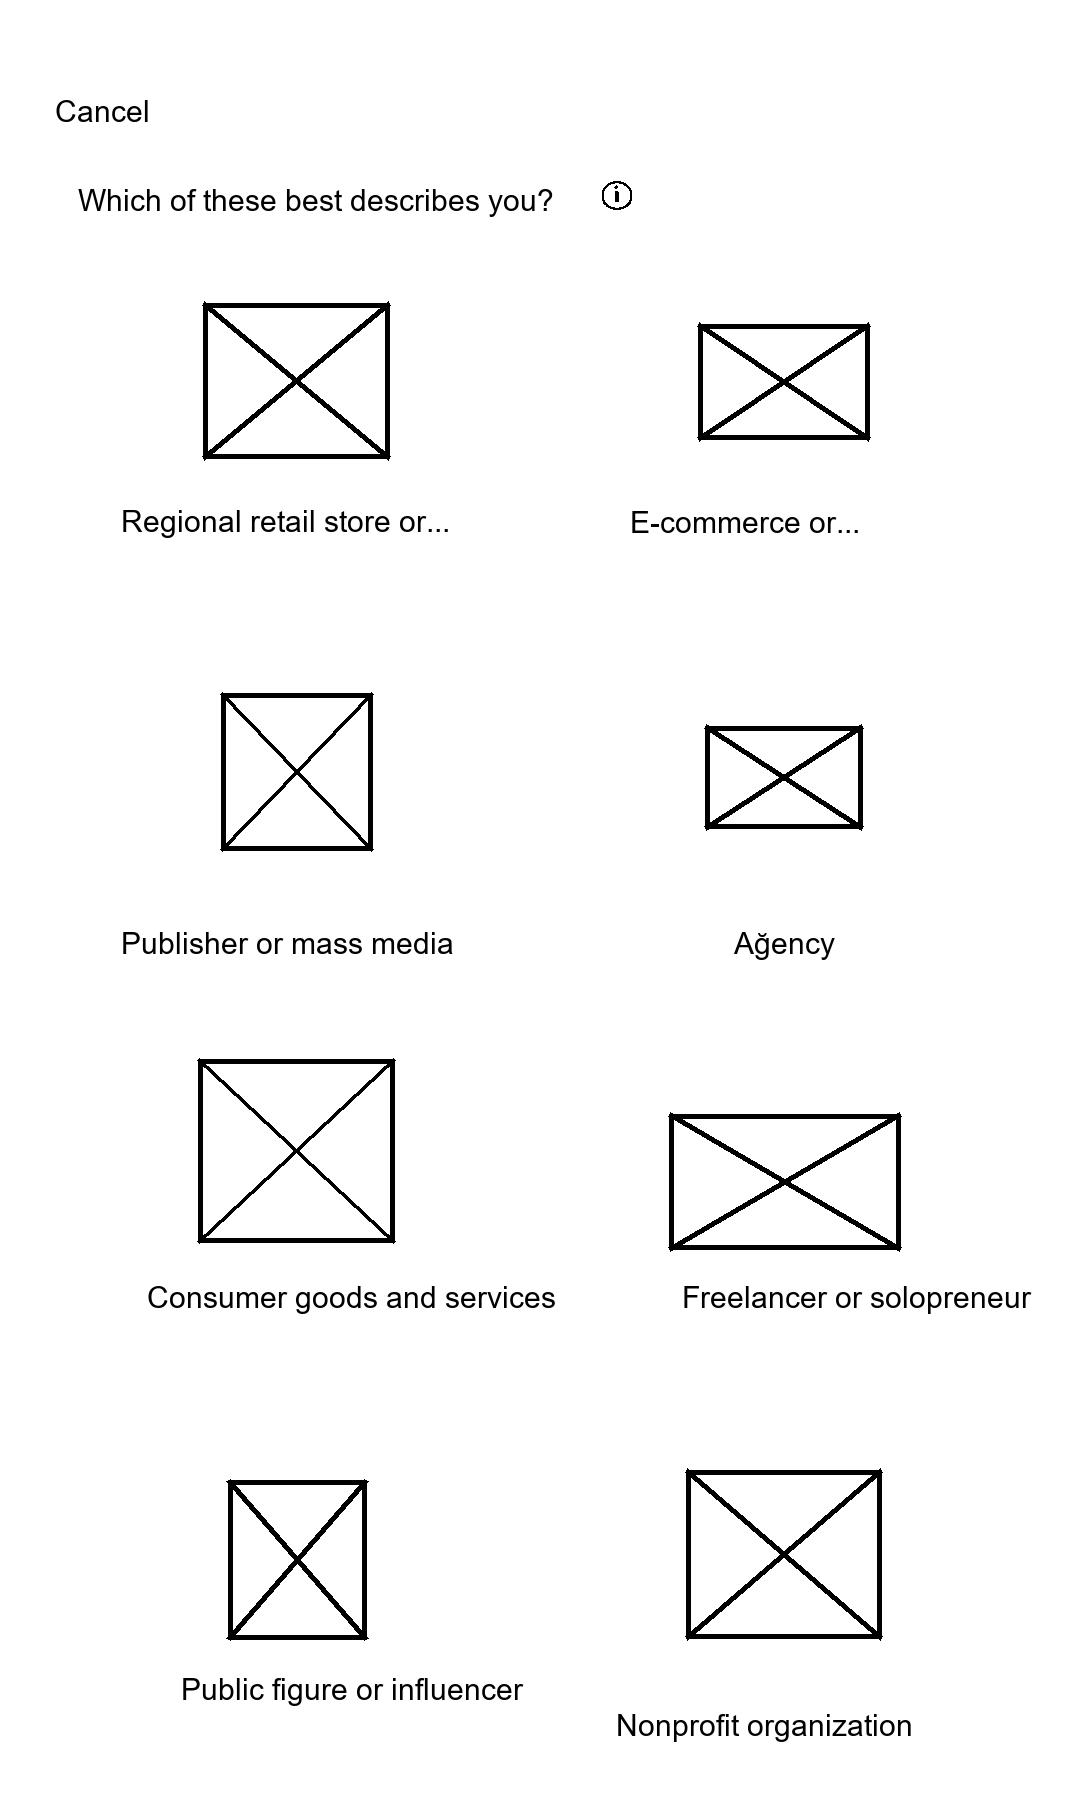 Cancel
Which of these best describes you?
Regional retail store or...
E-commerce or...
Publisher or mass media
Ağency
Consumer goods and services
Freelancer or solopreneur
Public figure or influencer
Nonprofit organization